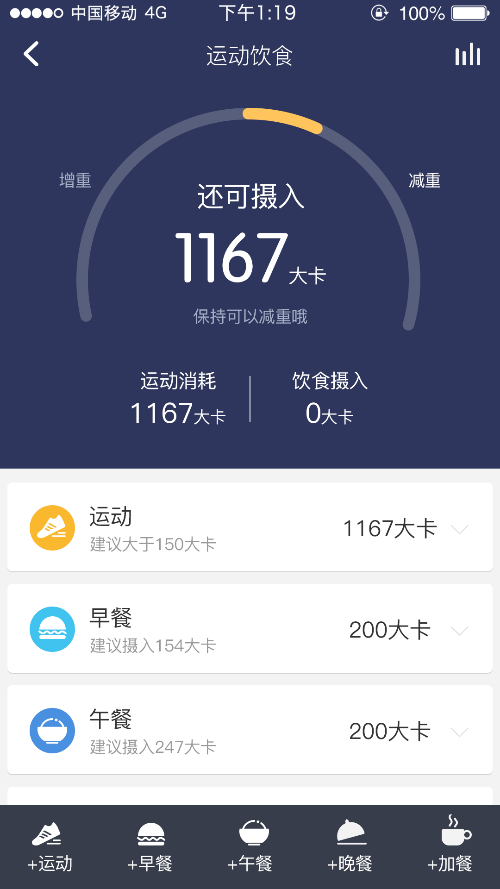 中国移动 4G 下午1:19 100%
运动饮食
增重 减重
还可摄入
1167大卡
保持可以减重哦
运动消耗 饮食摄入
1167大卡 0大卡
运动
建议大于150大卡
1167大卡
早餐
建议摄入154大卡
200大卡
午餐
建议摄入247大卡
200大卡
+运动 +早餐 +午餐 +晚餐 +加餐